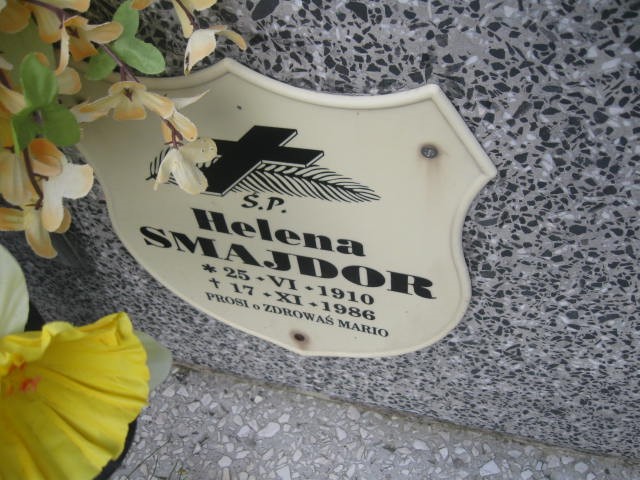 Ś.P.
Helena
SMAJDOR
* 25 • VI • 1910
† 17 • XI • 1986
PROSI o ZDROWAŚ MARIO